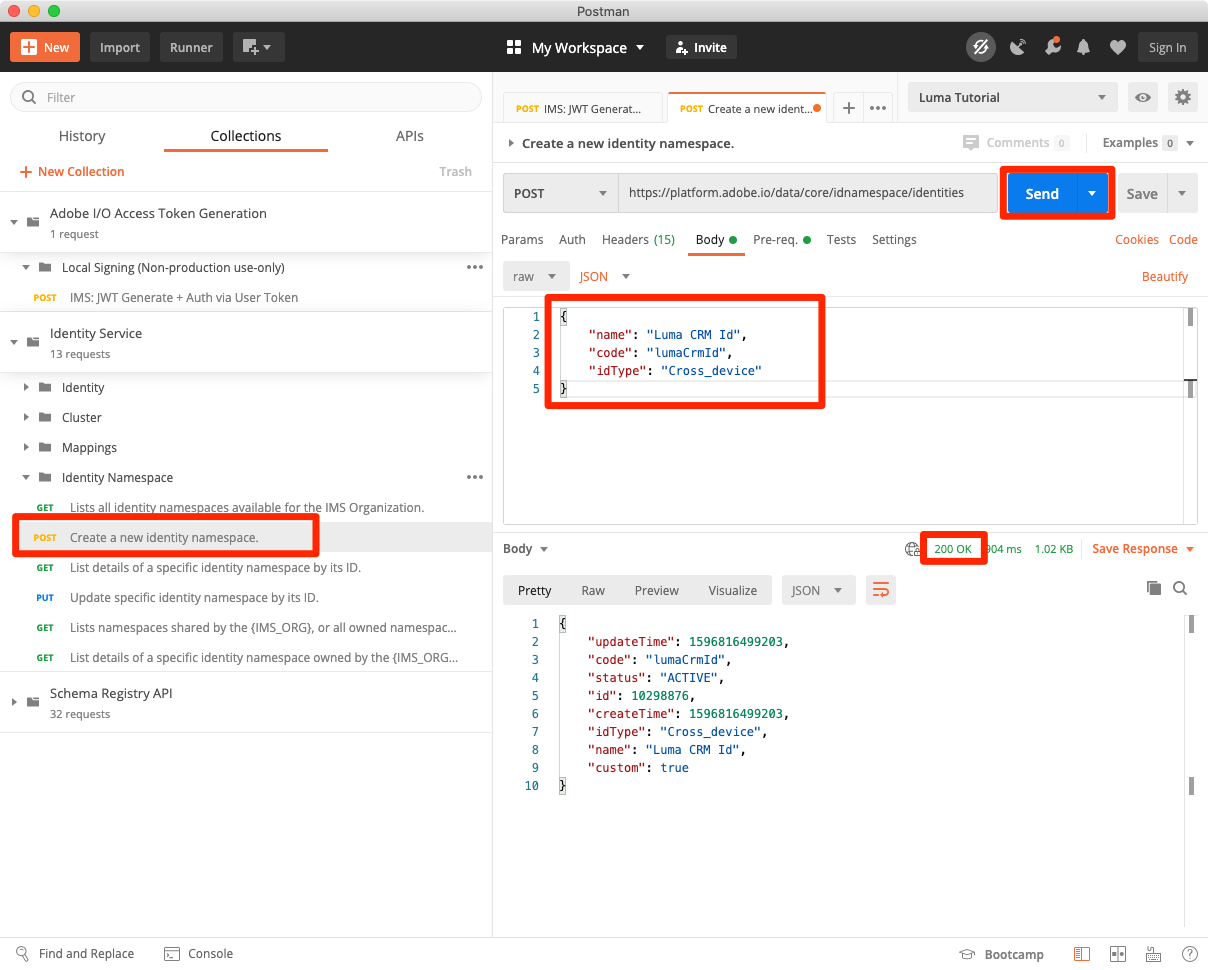 Postman
New
Import
Runner
My Workspace
Invite
Sign In
Filter
History
Collections
APIs
New Collection
Trash
Adobe I/O Access Token Generation
1 request
Local Signing (Non-production use-only)
POST IMS: JWT Generate + Auth via User Token
Identity Service
13 requests
Identity
Cluster
Mappings
Identity Namespace
GET Lists all identity namespaces available for the IMS Organization.
POST Create a new identity namespace.
GET List details of a specific identity namespace by its ID.
PUT Update specific identity namespace by its ID.
GET Lists namespaces shared by the {IMS_ORG}, or all owned namespac...
GET List details of a specific identity namespace owned by the {IMS_ORG...
Schema Registry API
32 requests
POST IMS: JWT Generat...
POST Create a new ident...
Luma Tutorial
Create a new identity namespace.
Comments 0
Examples 0
POST
https://platform.adobe.io/data/core/idnamespace/identities
Send
Save
Params Auth Headers (15) Body Pre-req. Tests Settings
Cookies Code
raw JSON
Beautify
1 {
2 "name": "Luma CRM Id",
3 "code": "lumaCrmId",
4 "idType": "Cross_device"
5 }
Body
200 OK 904 ms 1.02 KB Save Response
Pretty Raw Preview Visualize JSON
1 {
2 "updateTime": 1596816499203,
3 "code": "lumaCrmId",
4 "status": "ACTIVE",
5 "id": 10298876,
6 "createTime": 1596816499203,
7 "idType": "Cross_device",
8 "name": "Luma CRM Id",
9 "custom": true
10 }
Find and Replace
Console
Bootcamp